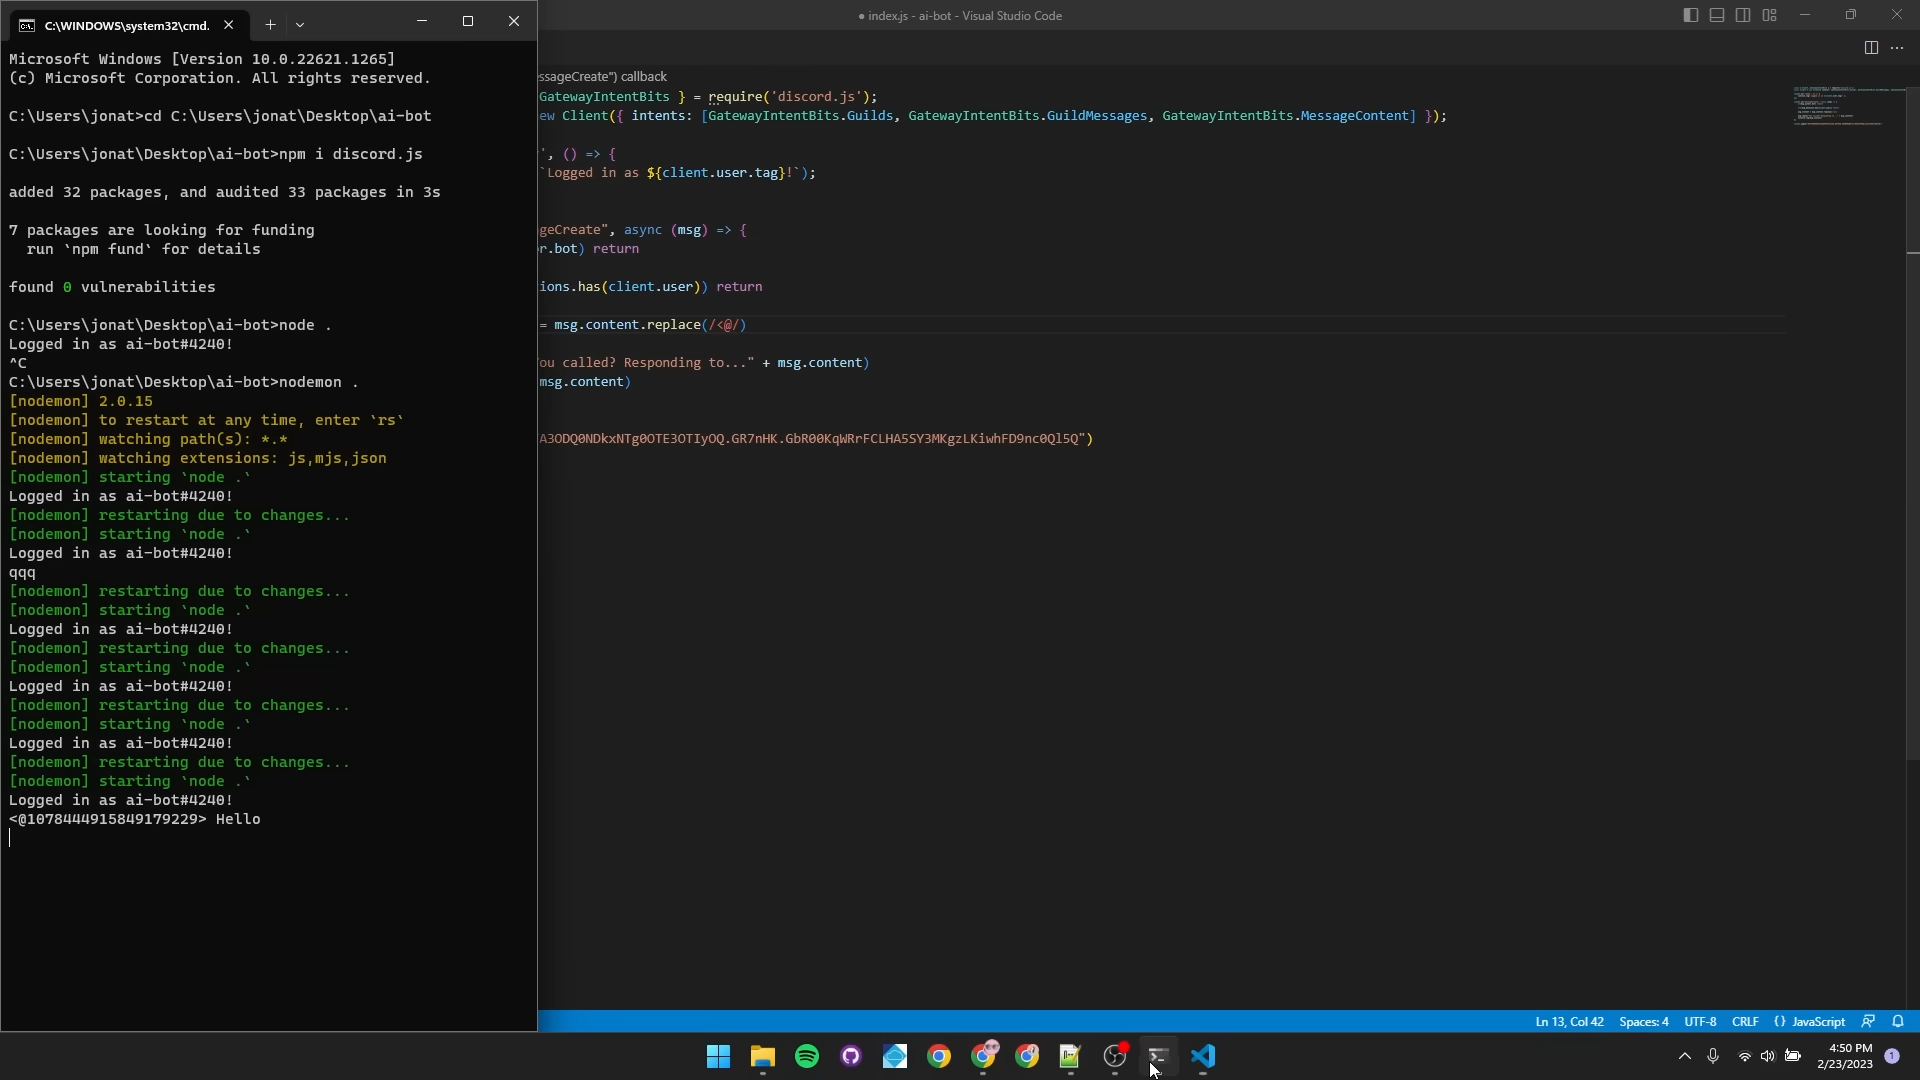 C:\WINDOWS\system32\cmd.
● index.js - ai-bot - Visual Studio Code
Microsoft Windows [Version 10.0.22621.1265]
(c) Microsoft Corporation. All rights reserved.
C:\Users\jonat>cd C:\Users\jonat\Desktop\ai-bot
C:\Users\jonat\Desktop\ai-bot>npm i discord.js
added 32 packages, and audited 33 packages in 3s
7 packages are looking for funding
run `npm fund` for details
found 0 vulnerabilities
C:\Users\jonat\Desktop\ai-bot>node .
Logged in as ai-bot#4240!
^C
C:\Users\jonat\Desktop\ai-bot>nodemon .
[nodemon] 2.0.15
[nodemon] to restart at any time, enter `rs`
[nodemon] watching path(s): *.*
[nodemon] watching extensions: js,mjs,json
[nodemon] starting `node .`
Logged in as ai-bot#4240!
[nodemon] restarting due to changes...
[nodemon] starting `node .`
Logged in as ai-bot#4240!
qqq
[nodemon] restarting due to changes...
[nodemon] starting `node .`
Logged in as ai-bot#4240!
[nodemon] restarting due to changes...
[nodemon] starting `node .`
Logged in as ai-bot#4240!
[nodemon] restarting due to changes...
[nodemon] starting `node .`
Logged in as ai-bot#4240!
[nodemon] restarting due to changes...
[nodemon] starting `node .`
Logged in as ai-bot#4240!
<@1078444915849179229> Hello
ssageCreate") callback
GatewayIntentBits } = require('discord.js');
ew Client({ intents: [GatewayIntentBits.Guilds, GatewayIntentBits.GuildMessages, GatewayIntentBits.MessageContent] });
', () => {
`Logged in as ${client.user.tag}!`);
geCreate", async (msg) => {
r.bot) return
ions.has(client.user)) return
= msg.content.replace(/<@/)
ou called? Responding to..." + msg.content)
msg.content)
A3ODQ0NDkxNTg0OTE3OTIyOQ.GR7nHK.GbR00KqWRrFCLHA5SY3MKgzLKiwhFD9nc0Ql5Q")
Ln 13, Col 42 Spaces: 4 UTF-8 CRLF {} JavaScript
4:50 PM
2/23/2023
1